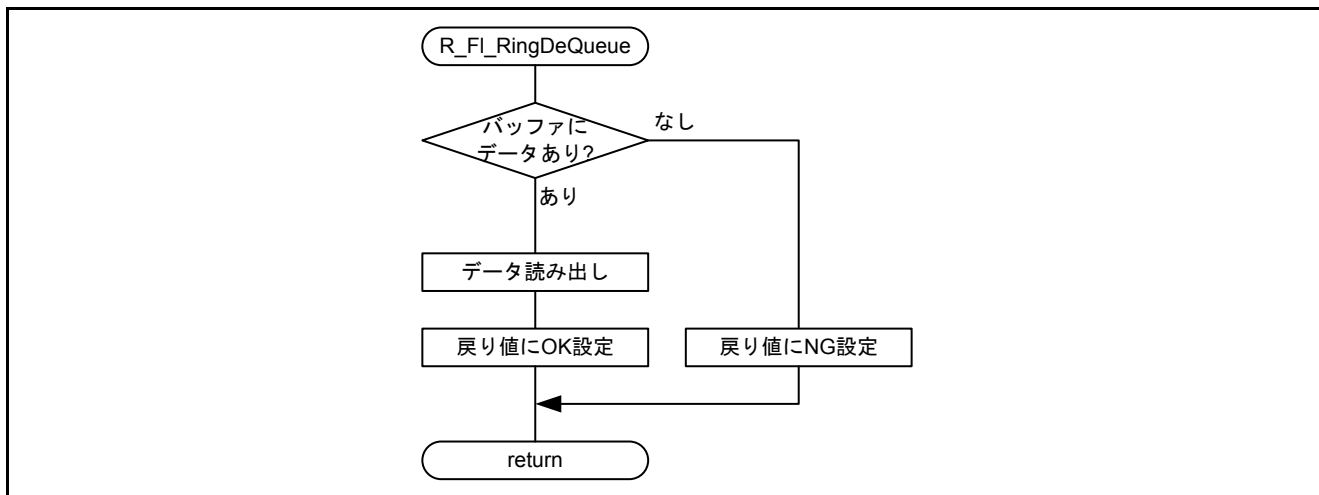 R_Fl_RingDeQueue
バッファに
データあり?
なし
あり
データ読み出し
戻り値にOK設定
戻り値にNG設定
return